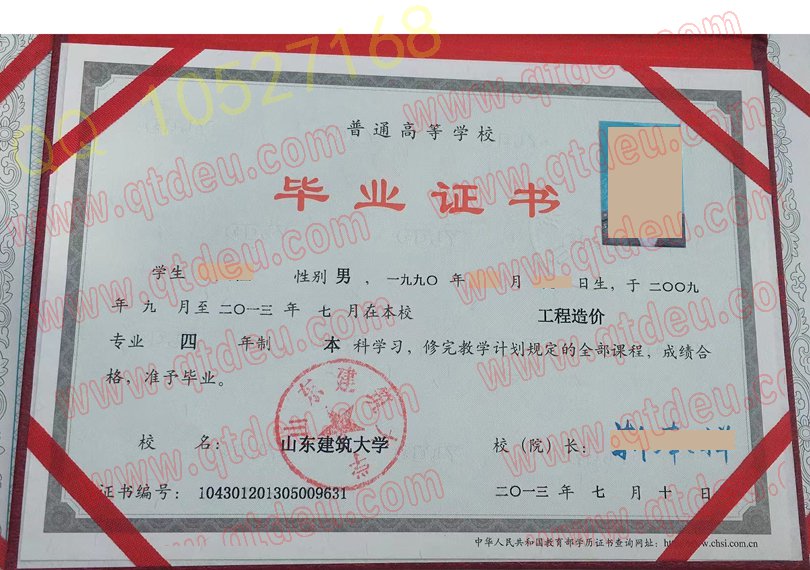 QQ 10527168
www.qtdeu.com
普通高等学校
毕业证书
学生 性别 男 ，一九九〇 年 月 日生，于 二〇〇九
年 九 月至 二〇一三 年 七 月在本校 工程造价
专业 四 年制 本 科学习，修完教学计划规定的全部课程，成绩合
格，准予毕业。
校 名： 山东建筑大学 校（院）长：
证书编号： 104301201305009631 二〇一三 年 七 月 十 日
中华人民共和国教育部学历证书查询网址：http://www.chsi.com.cn